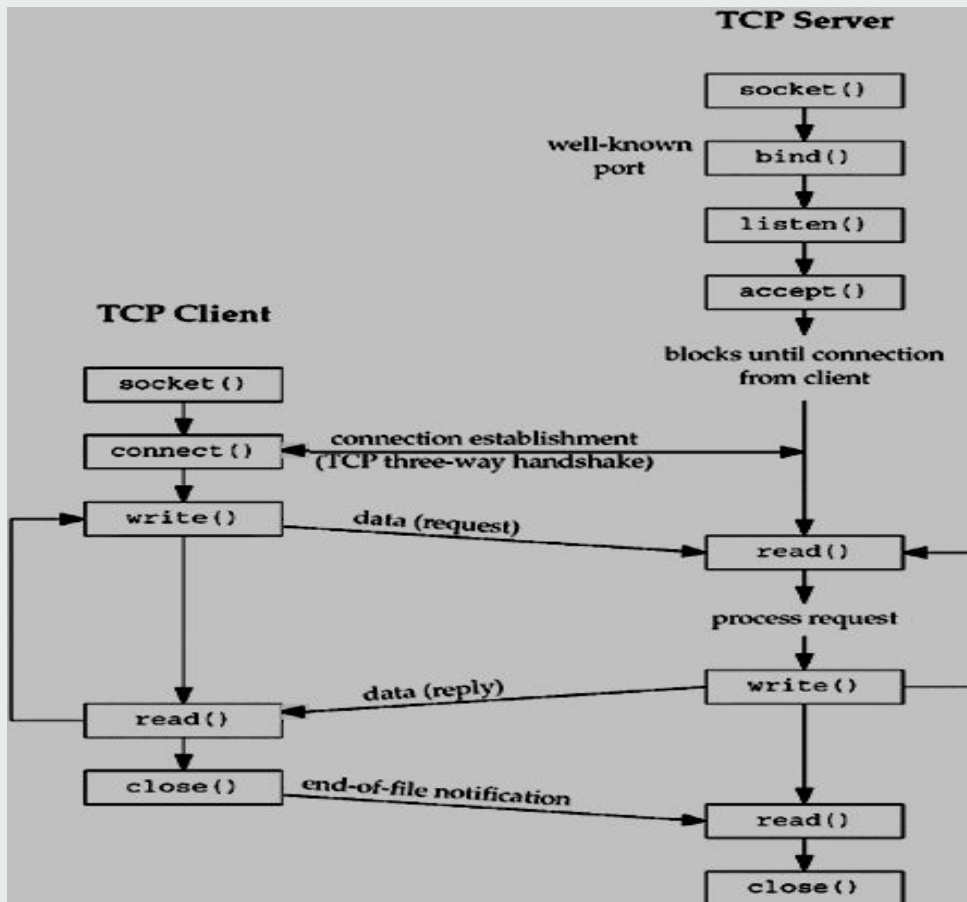 TCP Server
socket()
well-known
port
bind()
listen()
accept()
blocks until connection
from client
TCP Client
socket()
connect()
connection establishment
(TCP three-way handshake)
write()
data (request)
read()
process request
write()
data (reply)
read()
close()
end-of-file notification
read()
close()